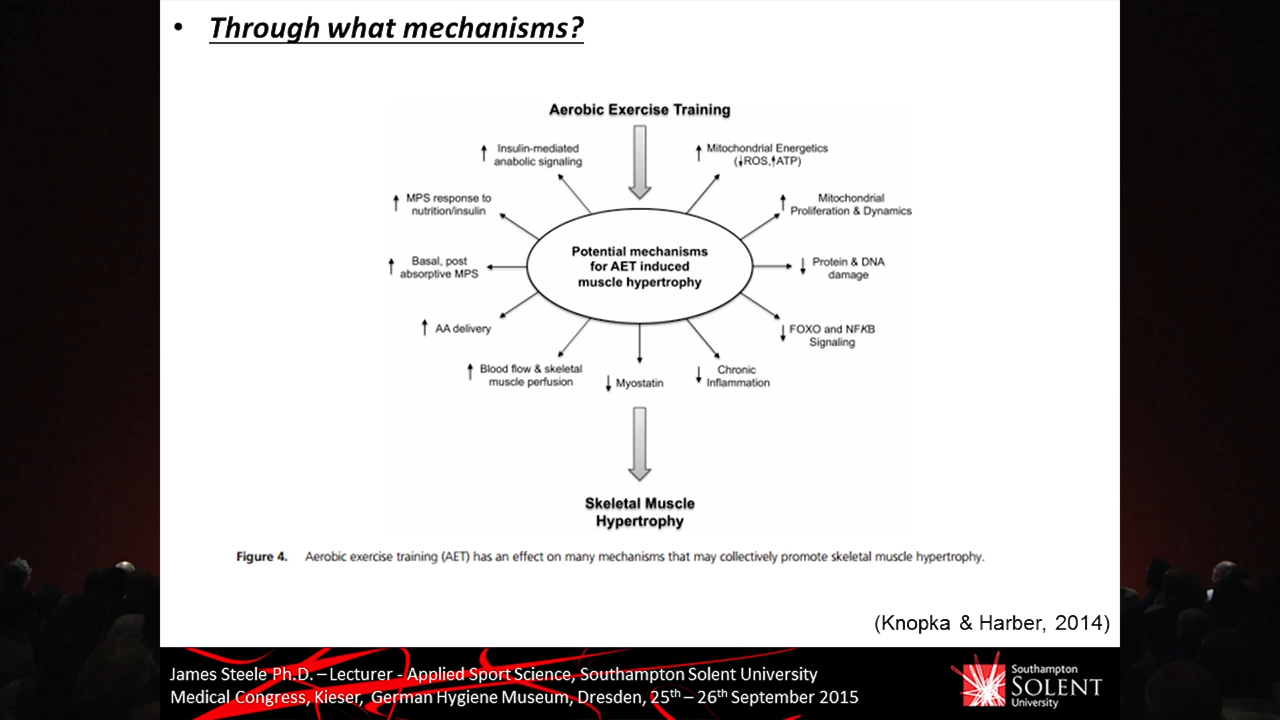 • Through what mechanisms?
Aerobic Exercise Training
↑ Insulin-mediated
anabolic signaling
↑ Mitochondrial Energetics
(↓ROS,↑ATP)
↑ MPS response to
nutrition/insulin
↑ Mitochondrial
Proliferation & Dynamics
↑ Basal, post
absorptive MPS
Potential mechanisms
for AET induced
muscle hypertrophy
↓ Protein & DNA
damage
↑ AA delivery
↓ FOXO and NFKB
Signaling
↑ Blood flow & skeletal
muscle perfusion
↓ Myostatin
↓ Chronic
Inflammation
Skeletal Muscle
Hypertrophy
Figure 4. Aerobic exercise training (AET) has an effect on many mechanisms that may collectively promote skeletal muscle hypertrophy.
(Knopka & Harber, 2014)
James Steele Ph.D. – Lecturer - Applied Sport Science, Southampton Solent University
Medical Congress, Kieser, German Hygiene Museum, Dresden, 25th – 26th September 2015
Southampton
SOLENT
University